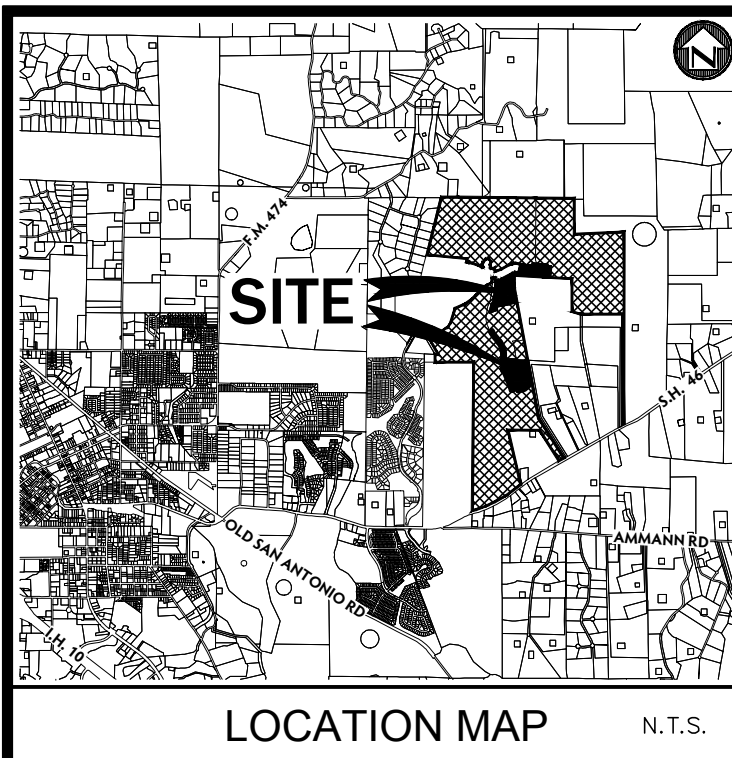 N
F.M. 474
SITE
S.H. 46
OLD SAN ANTONIO RD
AMMANN RD
I.H. 10
LOCATION MAP
N.T.S.